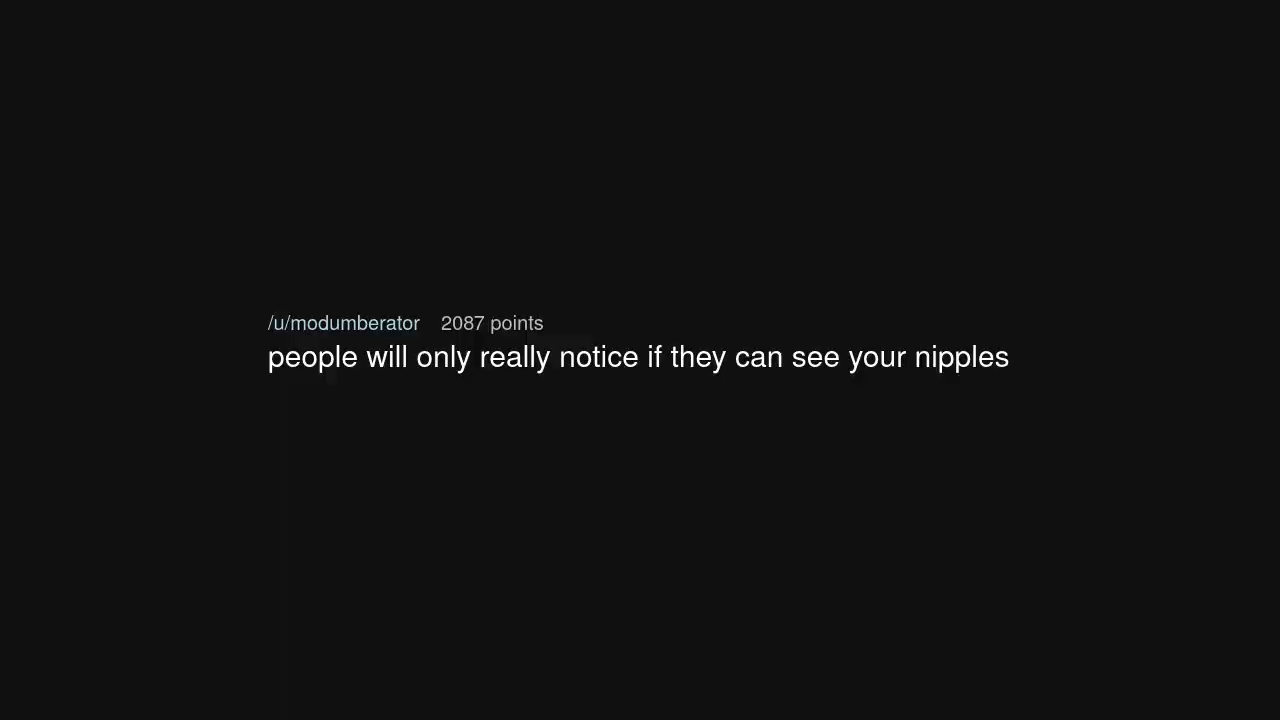 /u/modumberator 2087 points
people will only really notice if they can see your nipples